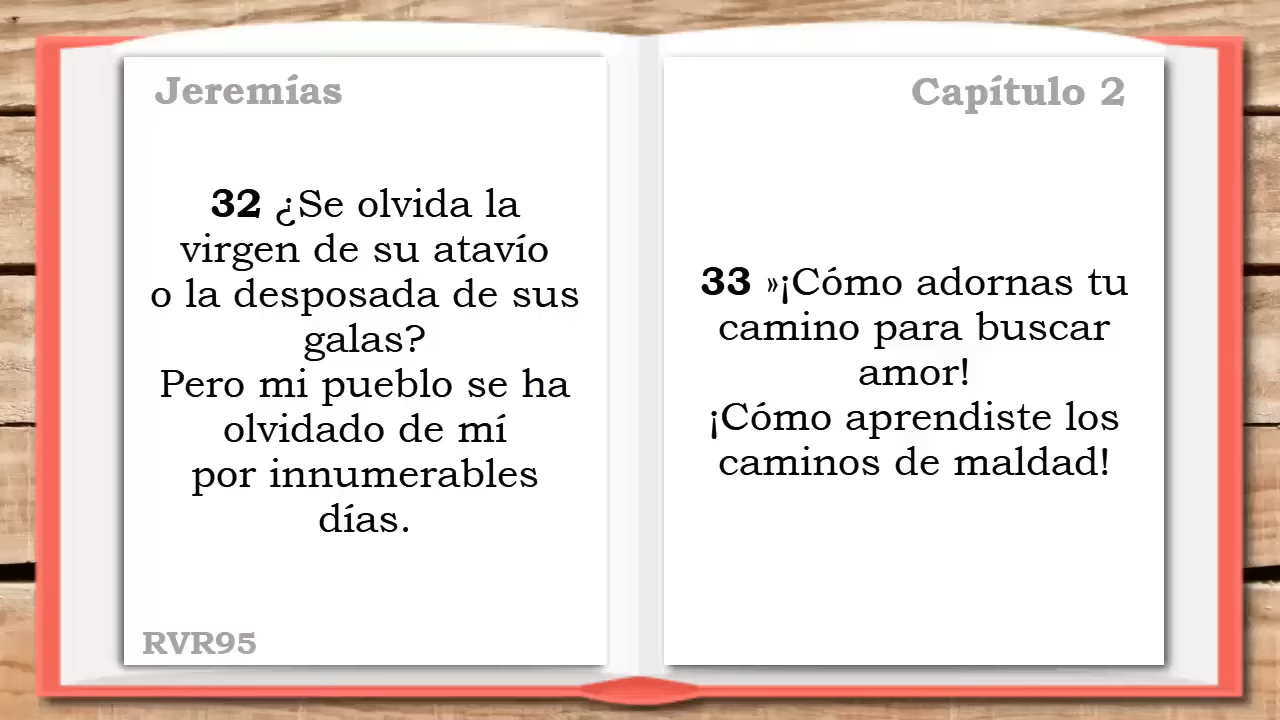 Jeremías
32 ¿Se olvida la
virgen de su atavío
o la desposada de sus
galas?
Pero mi pueblo se ha
olvidado de mí
por innumerables
días.
RVR95
Capítulo 2
33 »¡Cómo adornas tu
camino para buscar
amor!
¡Cómo aprendiste los
caminos de maldad!